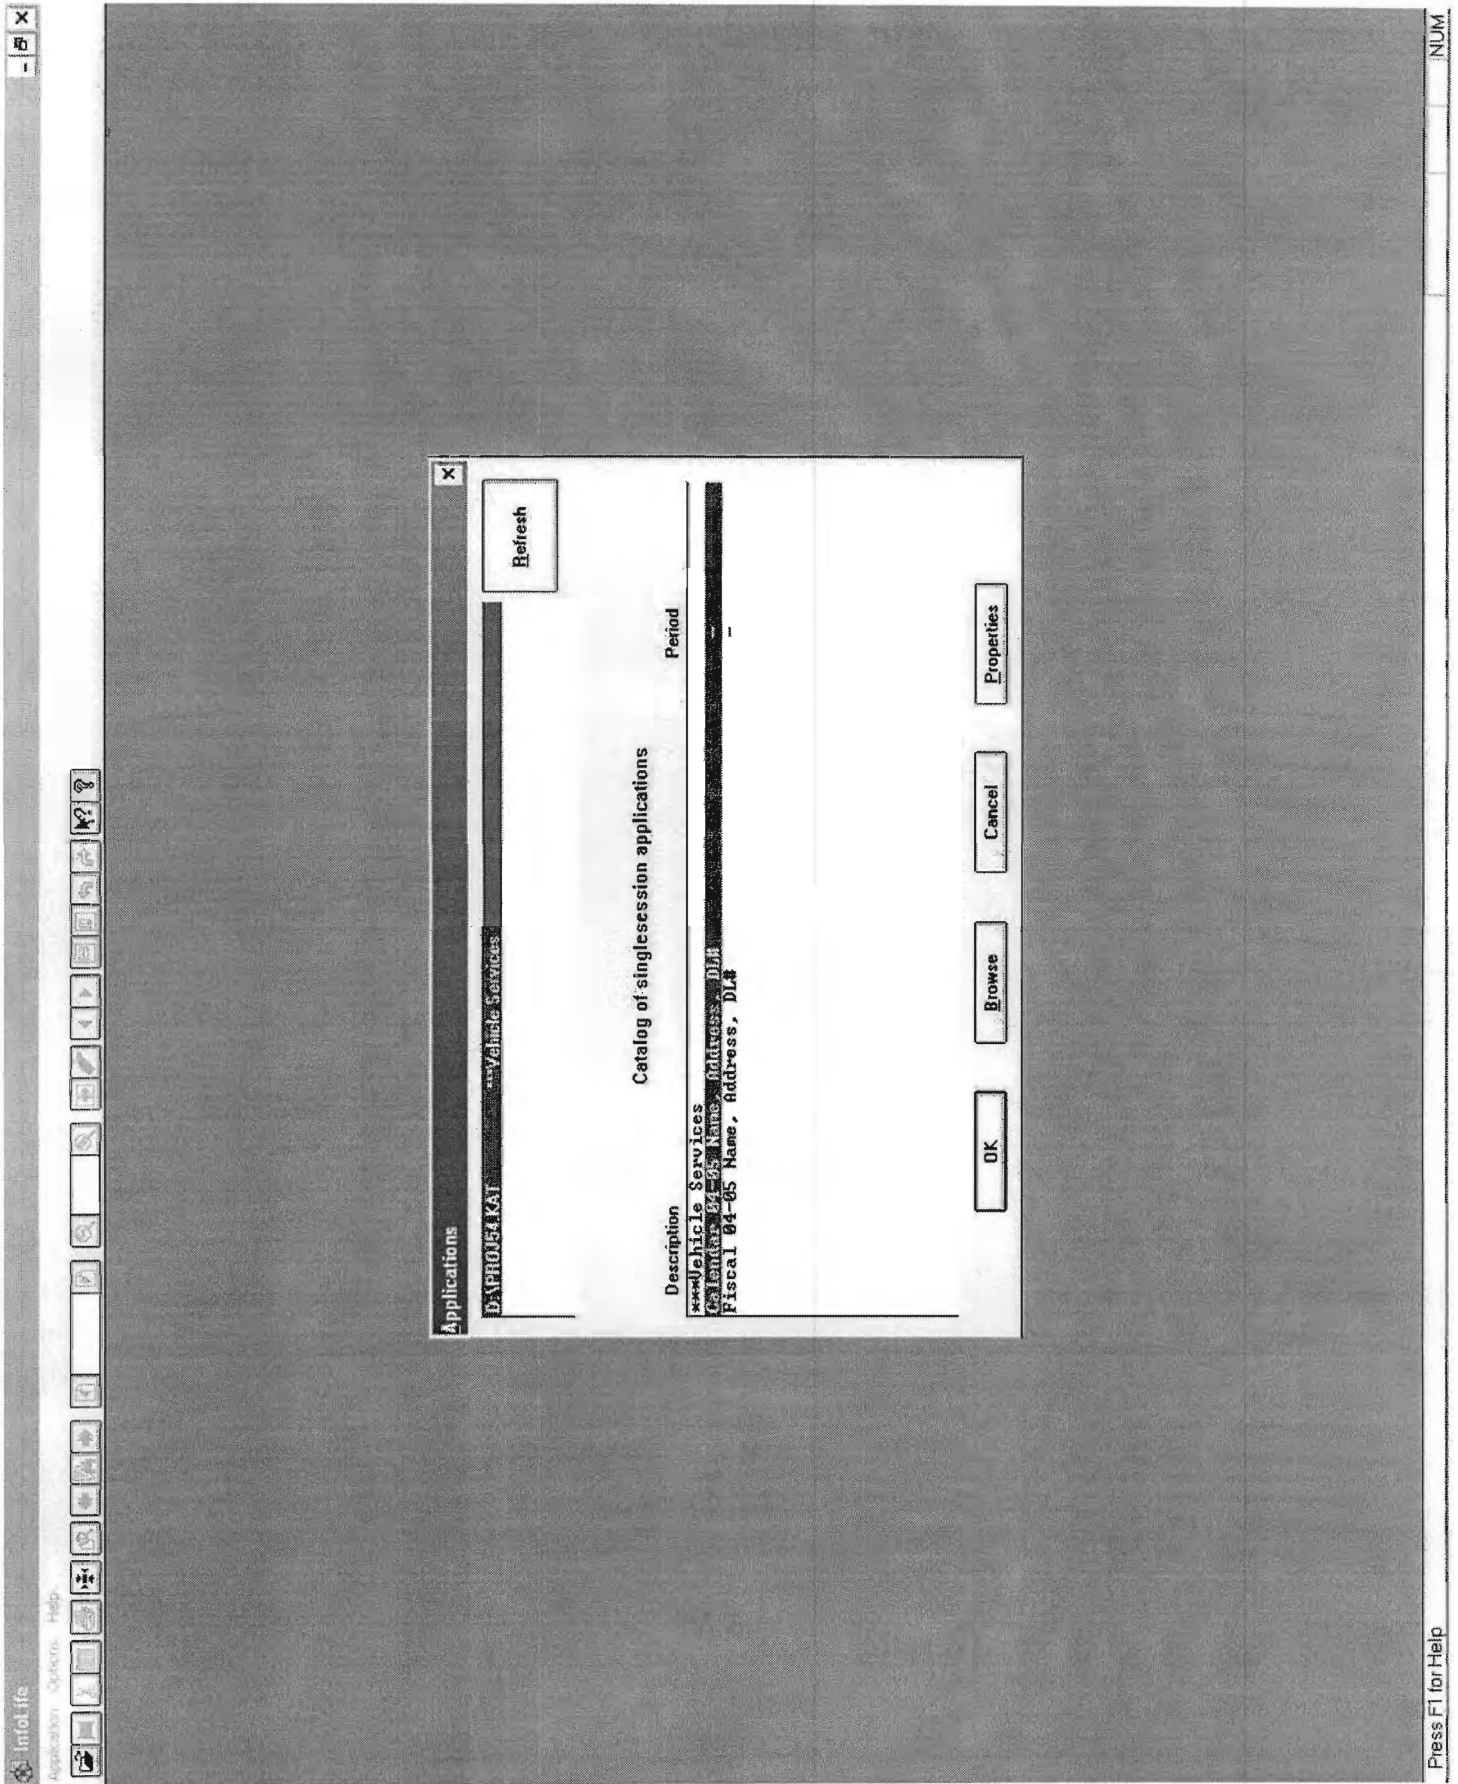 InfoLife
Application Options Help
Applications
D:\PROJ54.KAT ***Vehicle Services
Refresh
Catalog of singlesession applications
Description Period
***Vehicle Services
Calendar 04-05 Name, Address, DL# -
Fiscal 04-05 Name, Address, DL# -
OK Browse Cancel Properties
Press F1 for Help NUM